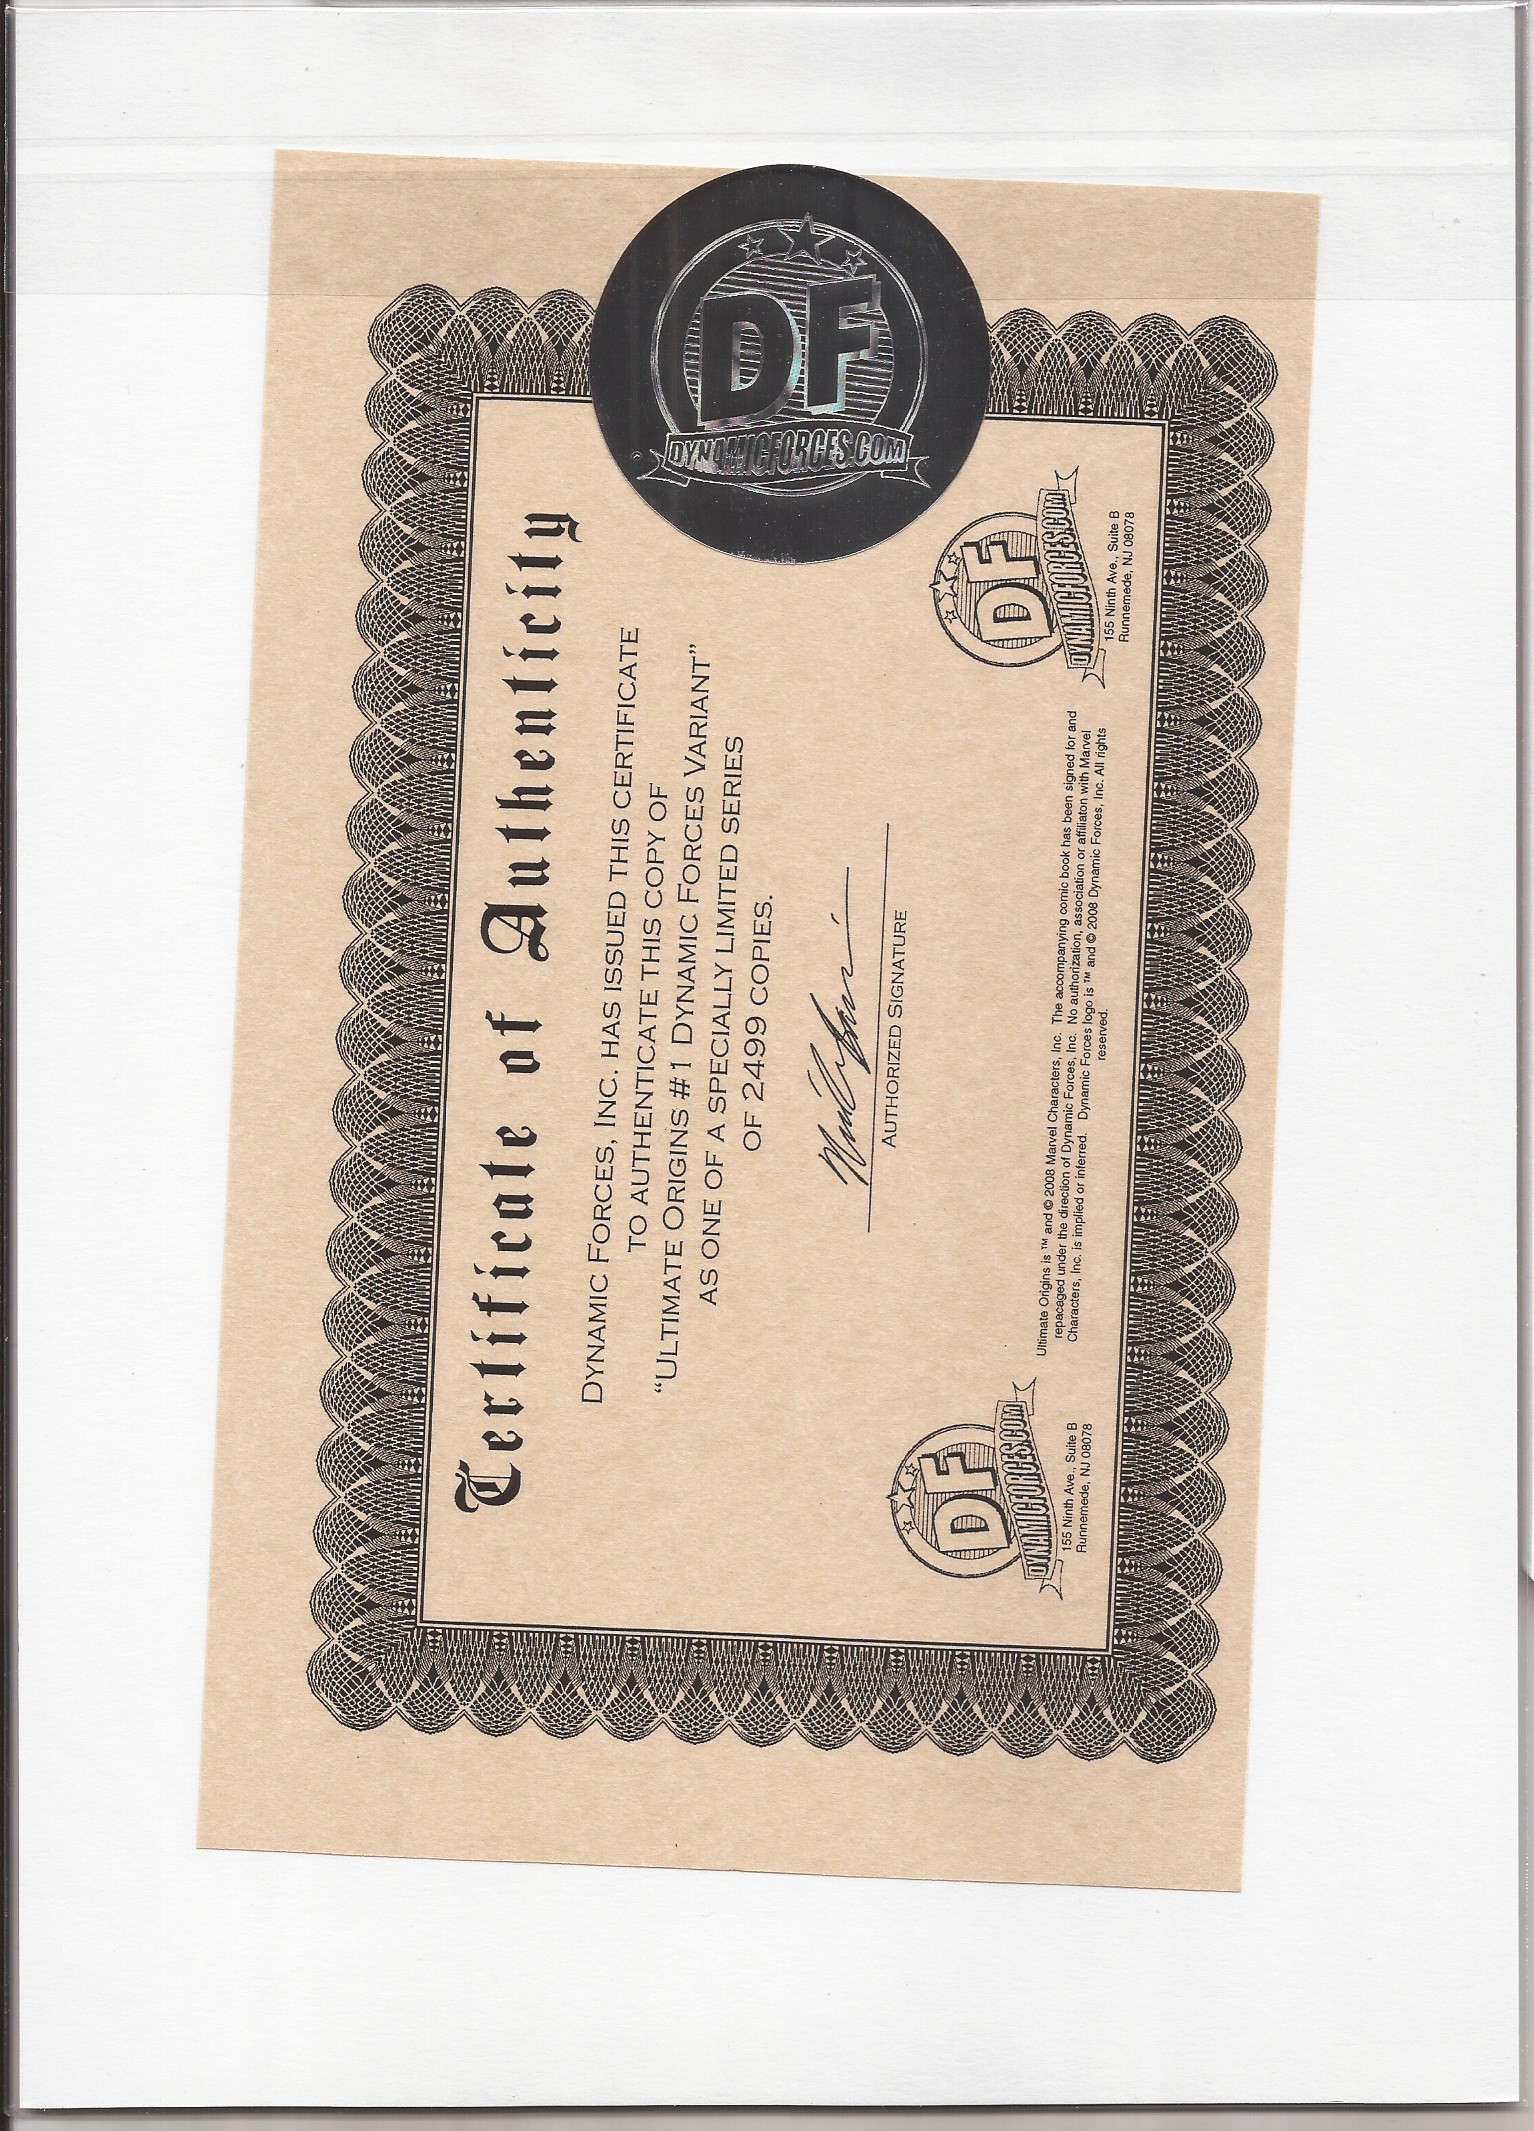 Certificate of Authenticity
DYNAMIC FORCES, INC. HAS ISSUED THIS CERTIFICATE
TO AUTHENTICATE THIS COPY OF
“ULTIMATE ORIGINS #1 DYNAMIC FORCES VARIANT”
AS ONE OF A SPECIALLY LIMITED SERIES
OF 2499 COPIES.
AUTHORIZED SIGNATURE
DF
DYNAMICFORCES.COM
155 Ninth Ave., Suite B
Runnemede, NJ 08078
Ultimate Origins is ™ and © 2008 Marvel Characters, Inc. The accompanying comic book has been signed for and
repacaged under the direction of Dynamic Forces, Inc. No authorization, association or affiliaton with Marvel
Characters, Inc. is implied or inferred. Dynamic Forces logo is ™ and © 2008 Dynamic Forces, Inc. All rights
reserved.
DF
DYNAMICFORCES.COM
155 Ninth Ave., Suite B
Runnemede, NJ 08078
DF
DYNAMICFORCES.COM